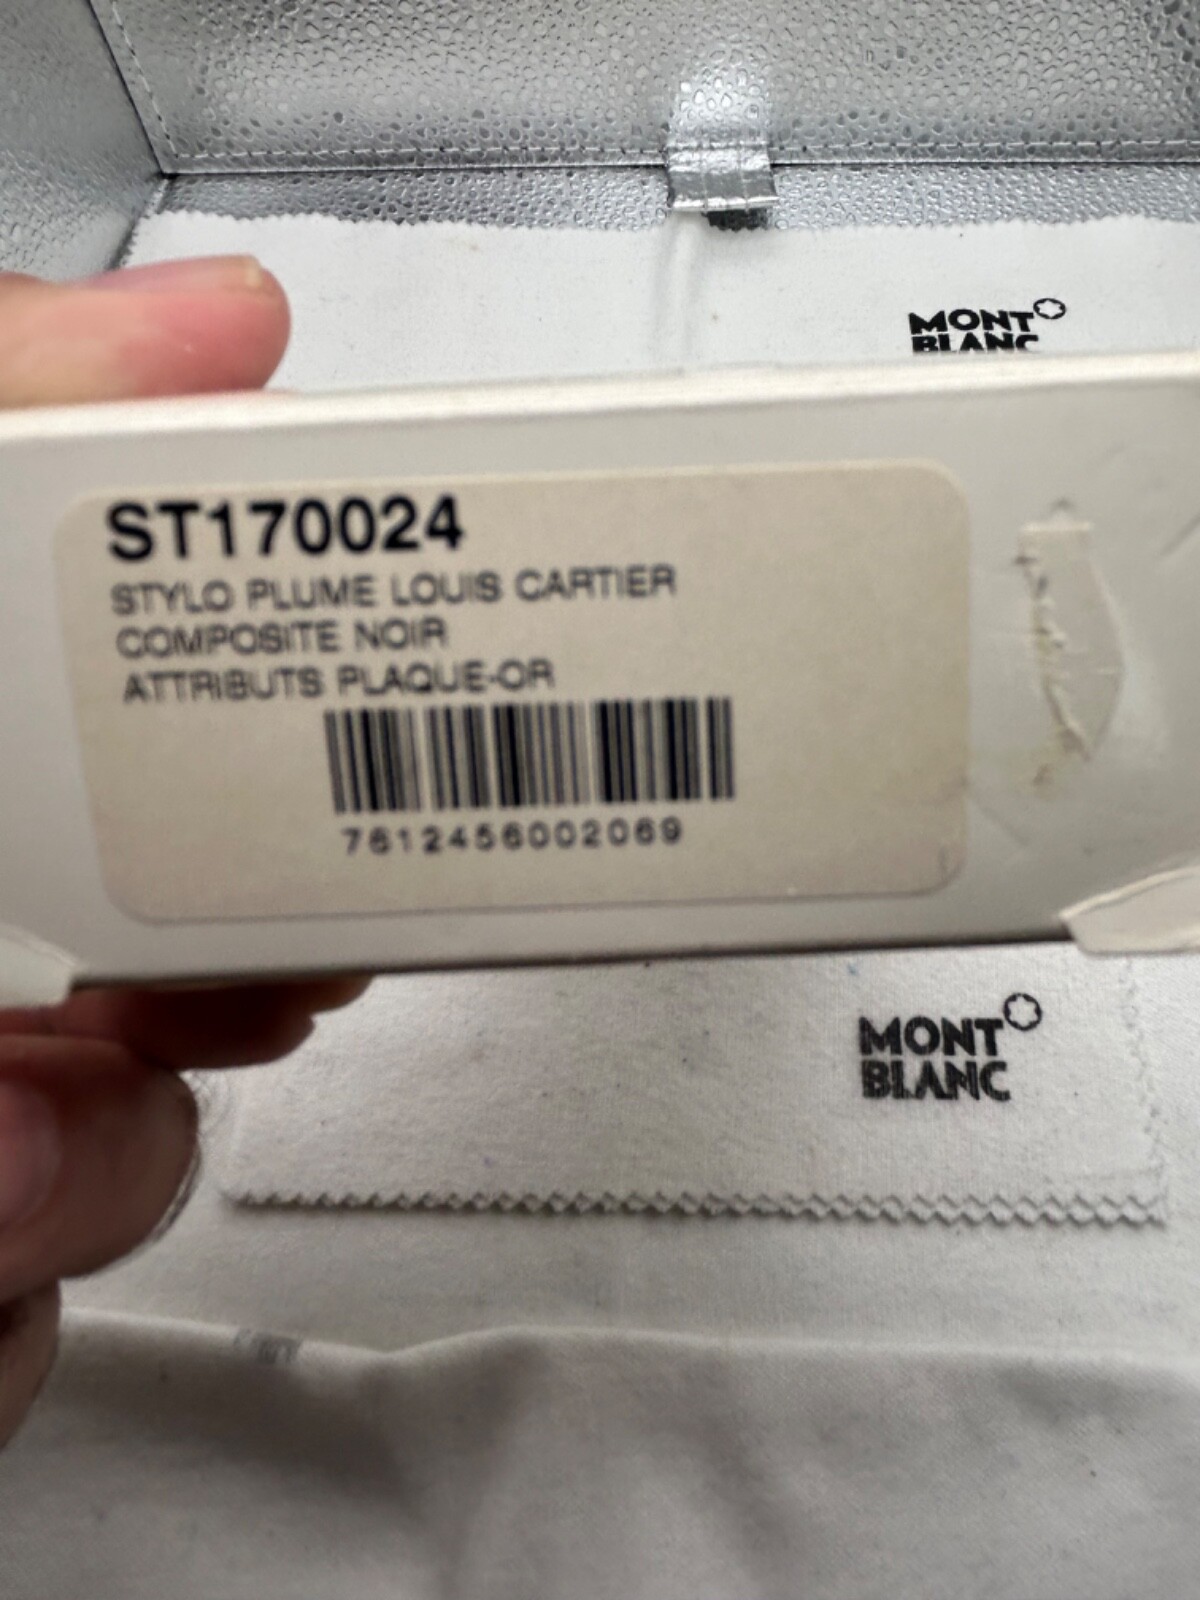 MONT
BLANC
ST170024
STYLO PLUME LOUIS CARTIER
COMPOSITE NOIR
ATTRIBUTS PLAQUE-OR
7612456002069
MONT
BLANC